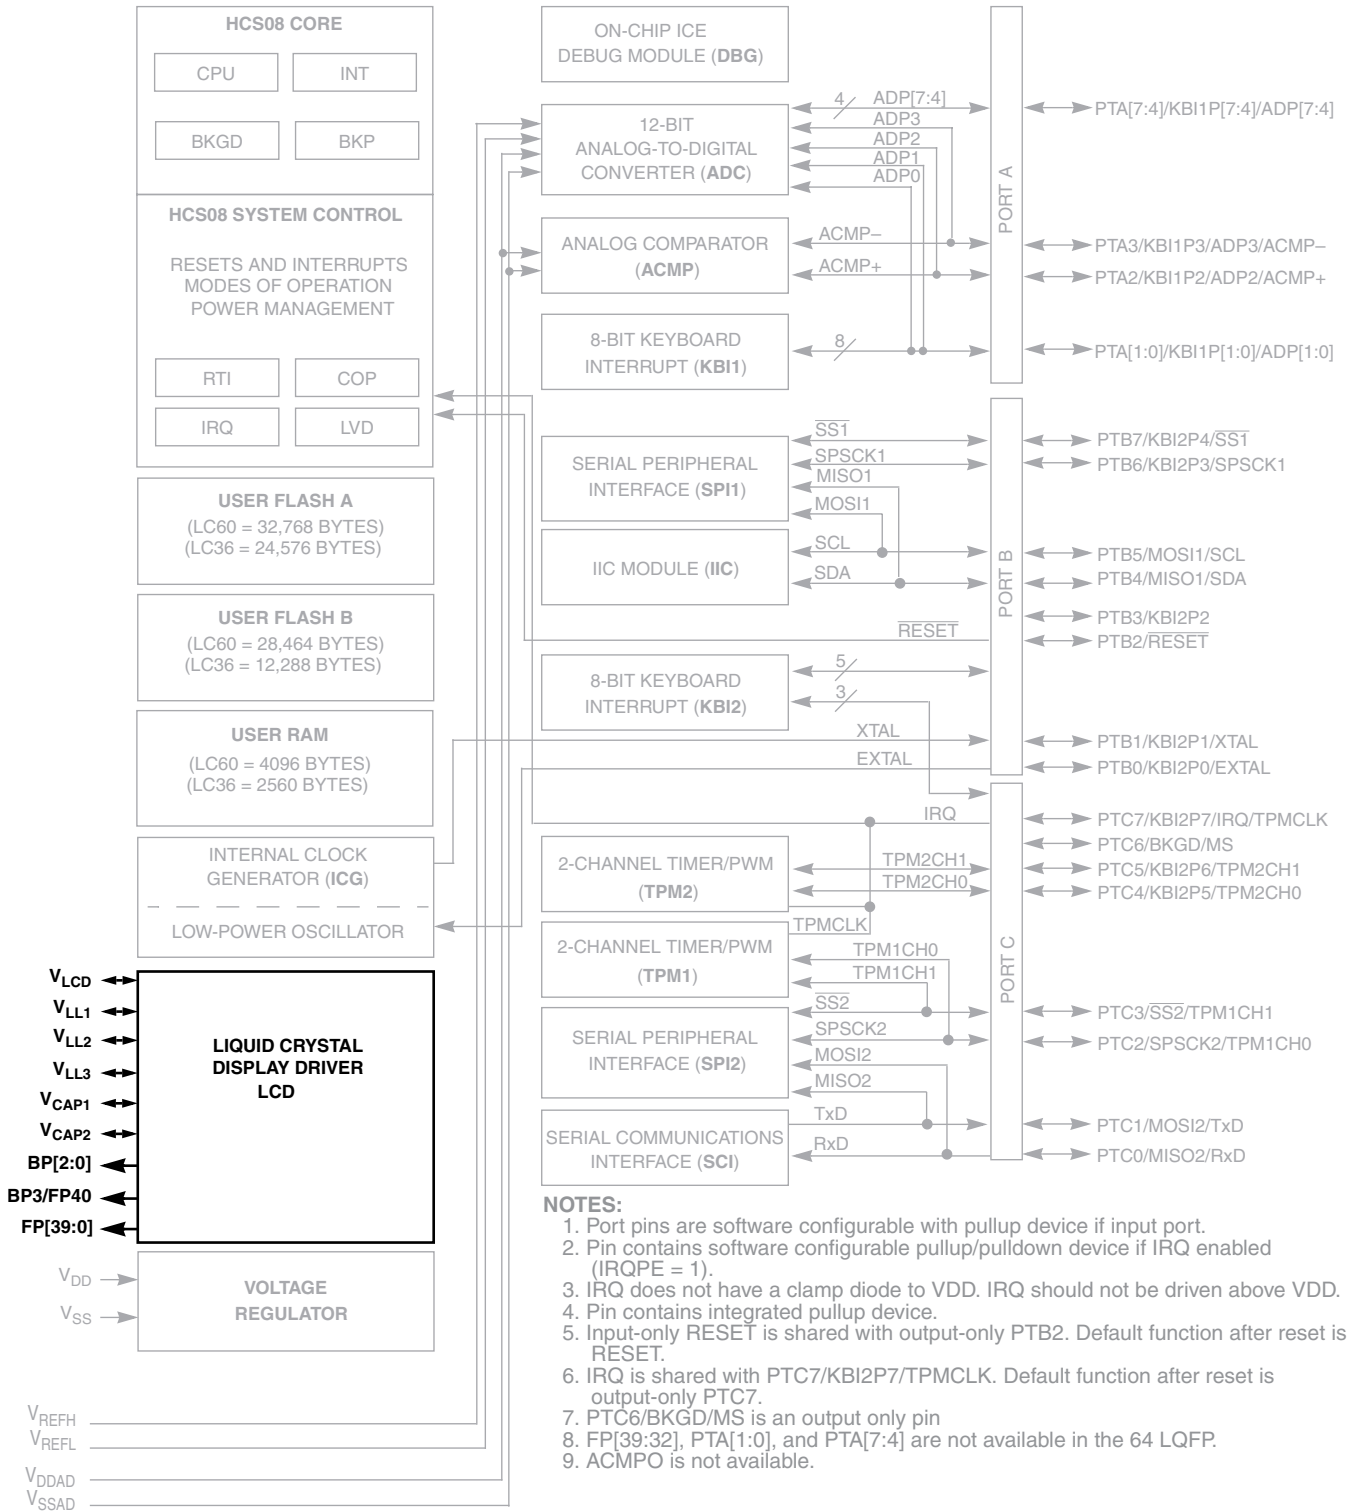 HCS08 CORE
CPU
INT
BKGD
BKP
HCS08 SYSTEM CONTROL
RESETS AND INTERRUPTS
MODES OF OPERATION
POWER MANAGEMENT
RTI
COP
IRQ
LVD
USER FLASH A
(LC60 = 32,768 BYTES)
(LC36 = 24,576 BYTES)
USER FLASH B
(LC60 = 28,464 BYTES)
(LC36 = 12,288 BYTES)
USER RAM
(LC60 = 4096 BYTES)
(LC36 = 2560 BYTES)
INTERNAL CLOCK
GENERATOR (ICG)
LOW-POWER OSCILLATOR
VLCD
VLL1
VLL2
VLL3
VCAP1
VCAP2
BP[2:0]
BP3/FP40
FP[39:0]
LIQUID CRYSTAL
DISPLAY DRIVER
LCD
VDD
VSS
VOLTAGE
REGULATOR
VREFH
VREFL
VDDAD
VSSAD
ON-CHIP ICE
DEBUG MODULE (DBG)
12-BIT
ANALOG-TO-DIGITAL
CONVERTER (ADC)
4
ADP[7:4]
ADP3
ADP2
ADP1
ADP0
ANALOG COMPARATOR
(ACMP)
ACMP–
ACMP+
8-BIT KEYBOARD
INTERRUPT (KBI1)
8
SERIAL PERIPHERAL
INTERFACE (SPI1)
SS1
SPSCK1
MISO1
MOSI1
IIC MODULE (IIC)
SCL
SDA
RESET
8-BIT KEYBOARD
INTERRUPT (KBI2)
5
3
XTAL
EXTAL
IRQ
2-CHANNEL TIMER/PWM
(TPM2)
TPM2CH1
TPM2CH0
TPMCLK
2-CHANNEL TIMER/PWM
(TPM1)
TPM1CH0
TPM1CH1
SERIAL PERIPHERAL
INTERFACE (SPI2)
SS2
SPSCK2
MOSI2
MISO2
SERIAL COMMUNICATIONS
INTERFACE (SCI)
TxD
RxD
PORT A
PORT B
PORT C
PTA[7:4]/KBI1P[7:4]/ADP[7:4]
PTA3/KBI1P3/ADP3/ACMP–
PTA2/KBI1P2/ADP2/ACMP+
PTA[1:0]/KBI1P[1:0]/ADP[1:0]
PTB7/KBI2P4/SS1
PTB6/KBI2P3/SPSCK1
PTB5/MOSI1/SCL
PTB4/MISO1/SDA
PTB3/KBI2P2
PTB2/RESET
PTB1/KBI2P1/XTAL
PTB0/KBI2P0/EXTAL
PTC7/KBI2P7/IRQ/TPMCLK
PTC6/BKGD/MS
PTC5/KBI2P6/TPM2CH1
PTC4/KBI2P5/TPM2CH0
PTC3/SS2/TPM1CH1
PTC2/SPSCK2/TPM1CH0
PTC1/MOSI2/TxD
PTC0/MISO2/RxD
NOTES:
1. Port pins are software configurable with pullup device if input port.
2. Pin contains software configurable pullup/pulldown device if IRQ enabled
(IRQPE = 1).
3. IRQ does not have a clamp diode to VDD. IRQ should not be driven above VDD.
4. Pin contains integrated pullup device.
5. Input-only RESET is shared with output-only PTB2. Default function after reset is
RESET.
6. IRQ is shared with PTC7/KBI2P7/TPMCLK. Default function after reset is
output-only PTC7.
7. PTC6/BKGD/MS is an output only pin
8. FP[39:32], PTA[1:0], and PTA[7:4] are not available in the 64 LQFP.
9. ACMPO is not available.